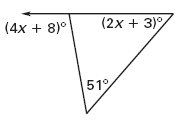 (4x + 8)° (2x + 3)°
51°